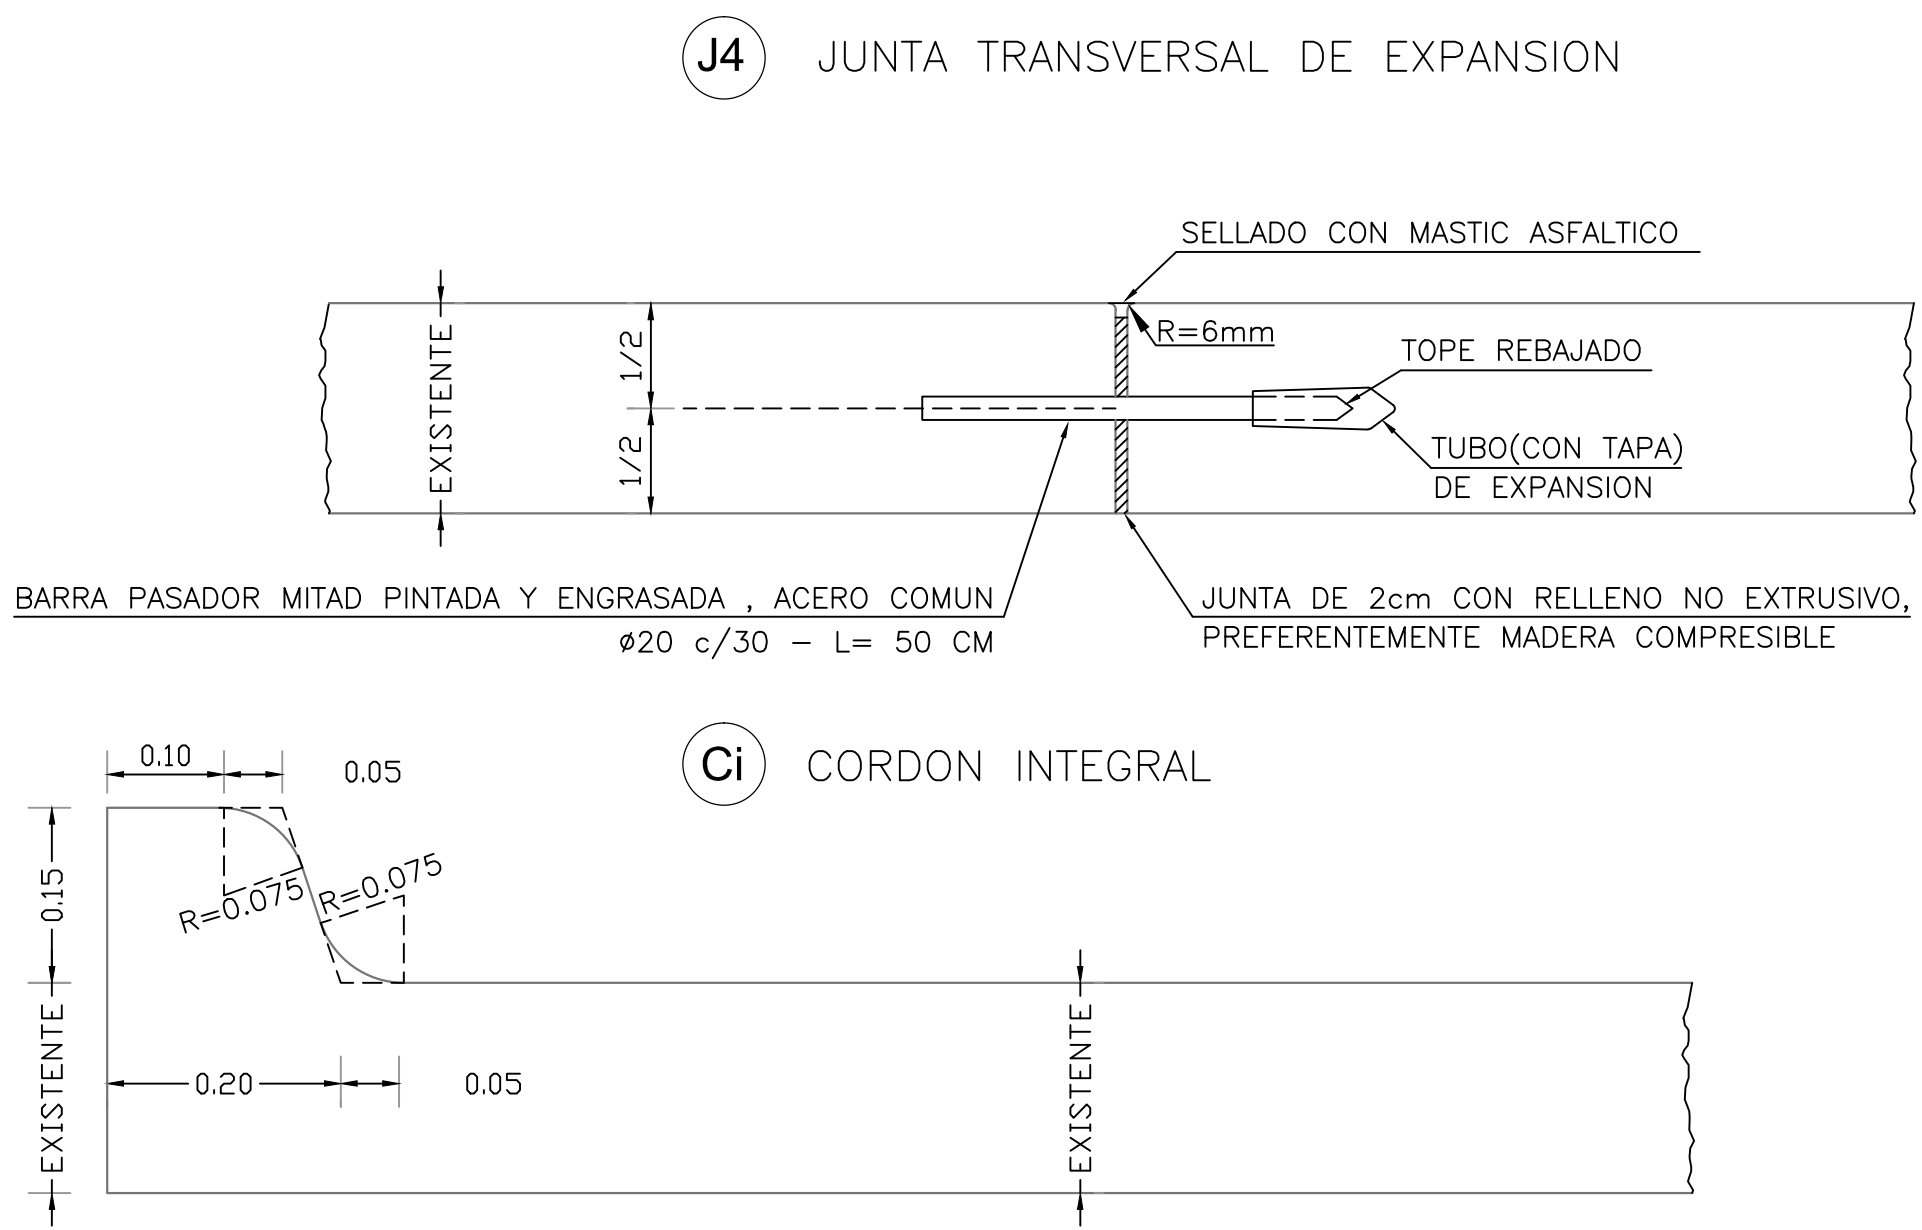 J4 JUNTA TRANSVERSAL DE EXPANSION
SELLADO CON MASTIC ASFALTICO
R=6mm
TOPE REBAJADO
EXISTENTE
1/2
1/2
TUBO(CON TAPA)
DE EXPANSION
BARRA PASADOR MITAD PINTADA Y ENGRASADA , ACERO COMUN
ø20 c/30 - L= 50 CM
JUNTA DE 2cm CON RELLENO NO EXTRUSIVO,
PREFERENTEMENTE MADERA COMPRESIBLE
Ci CORDON INTEGRAL
0.10
0.05
0.15
R=0.075
R=0.075
EXISTENTE
0.20
0.05
EXISTENTE